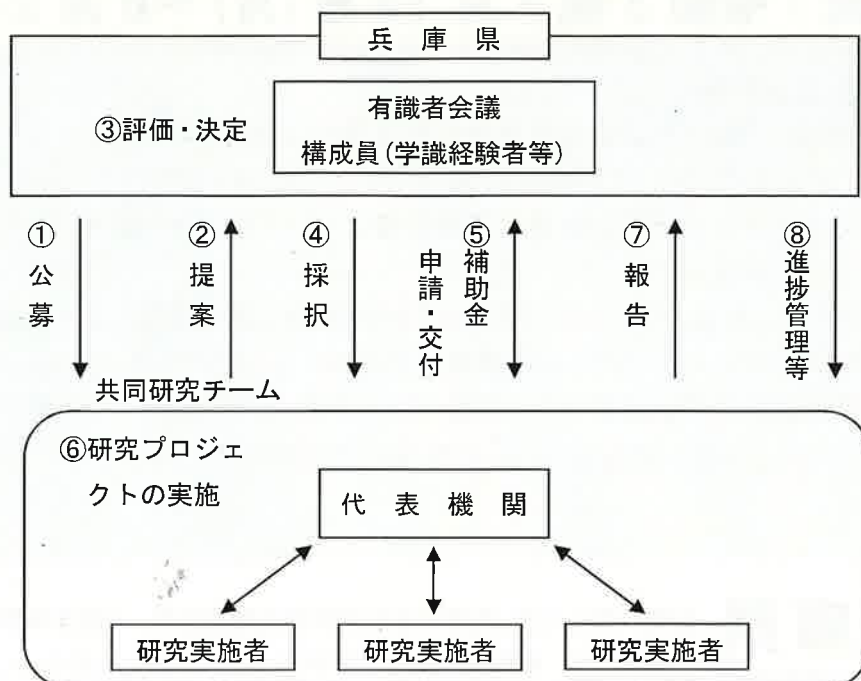 兵庫県
有識者会議
構成員(学識経験者等)
③評価・決定
①公募
②提案
④採択
⑤補助金
申請・交付
⑦報告
⑧進捗管理等
共同研究チーム
⑥研究プロジェ
クトの実施
代表機関
研究実施者
研究実施者
研究実施者